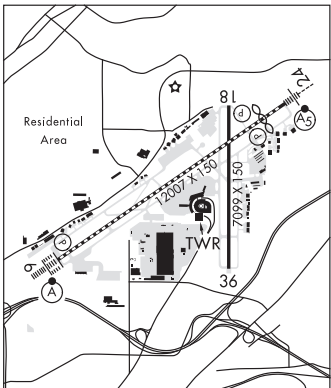 24
A5
18
P
P
Residential
Area
12007 X 150
7099 X 150
P
TWR
6
A
36